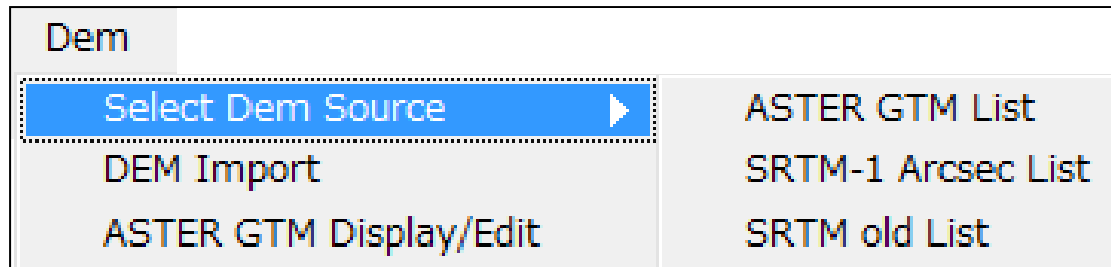 Dem
Select Dem Source
DEM Import
ASTER GTM Display/Edit
ASTER GTM List
SRTM-1 Arcsec List
SRTM old List